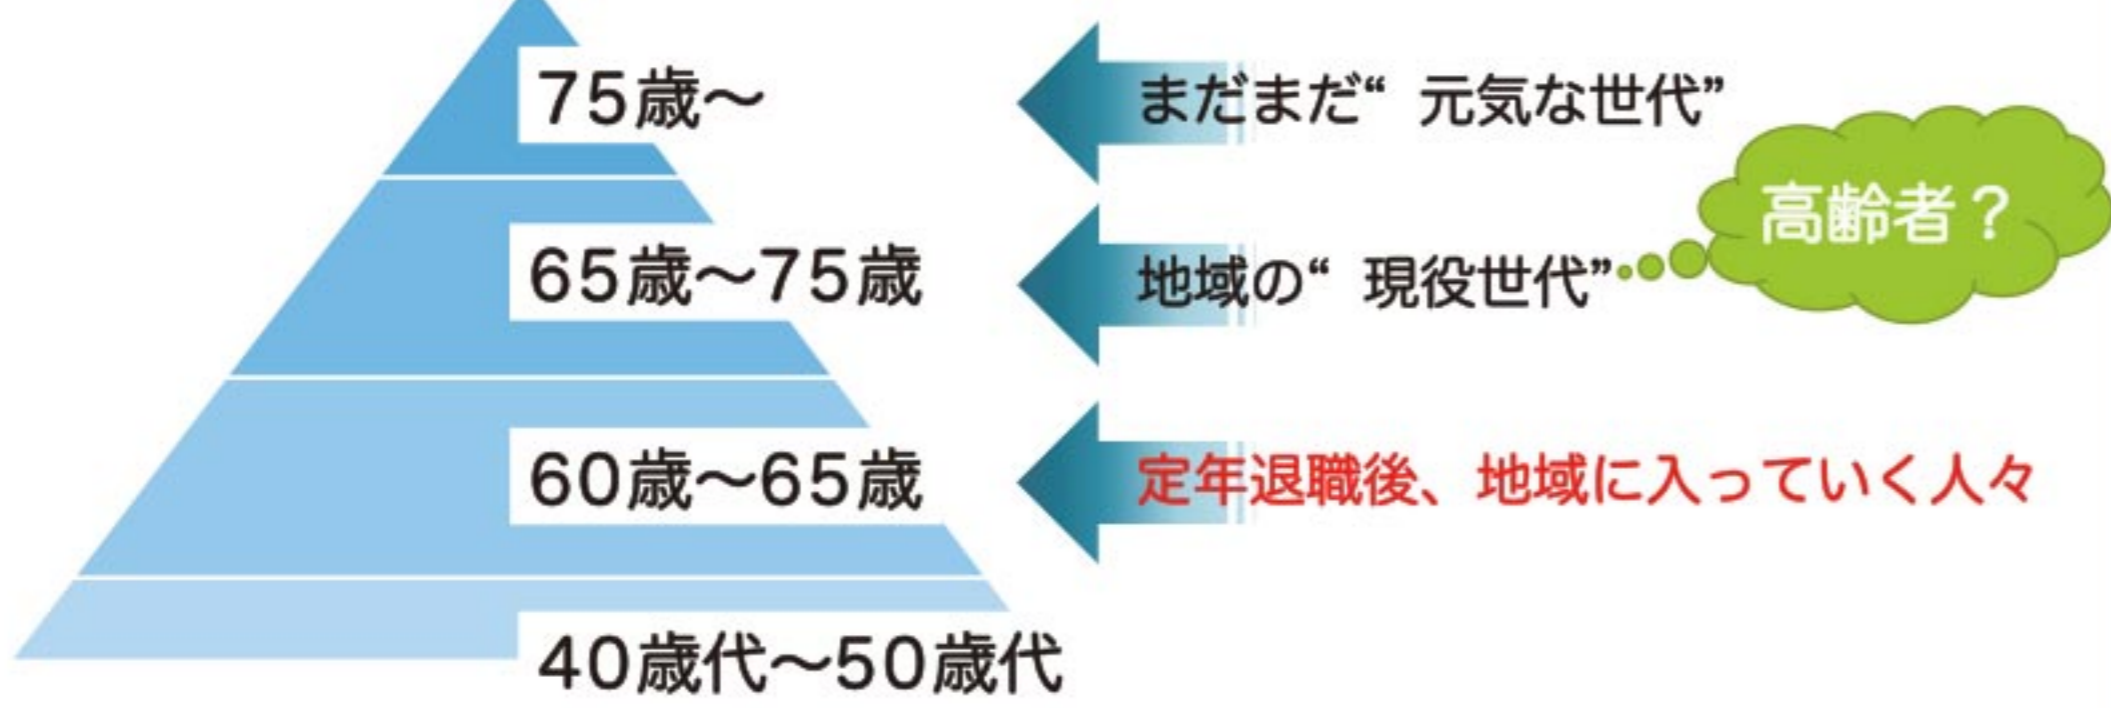 75歳〜
まだまだ“ 元気な世代”
高齢者？
65歳〜75歳
地域の“ 現役世代”
60歳〜65歳
定年退職後、地域に入っていく人々
40歳代〜50歳代